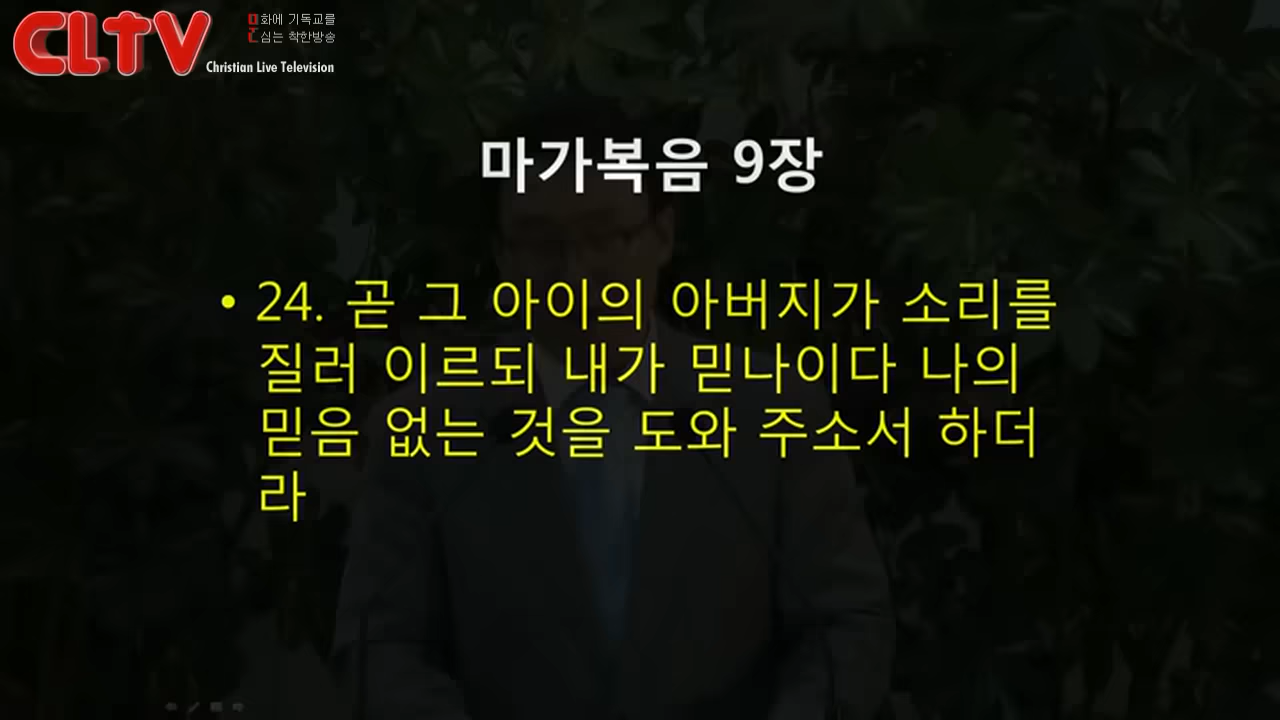 CLTV
문화에 기독교를
심는 착한방송
Christian Live Television
마가복음 9장
• 24. 곧 그 아이의 아버지가 소리를
질러 이르되 내가 믿나이다 나의
믿음 없는 것을 도와 주소서 하더
라